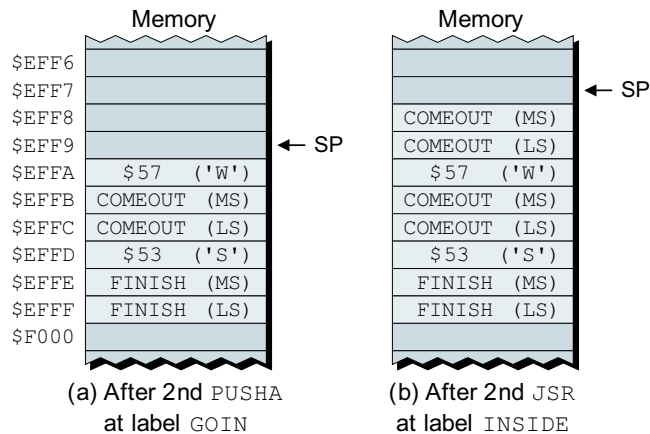 Memory
$EFF6
$EFF7
$EFF8
$EFF9
← SP
$EFFA $57 ('W')
$EFFB COMEOUT (MS)
$EFFC COMEOUT (LS)
$EFFD $53 ('S')
$EFFE FINISH (MS)
$EFFF FINISH (LS)
$F000
(a) After 2nd PUSHA
at label GOIN
Memory
← SP
COMEOUT (MS)
COMEOUT (LS)
$57 ('W')
COMEOUT (MS)
COMEOUT (LS)
$53 ('S')
FINISH (MS)
FINISH (LS)
(b) After 2nd JSR
at label INSIDE